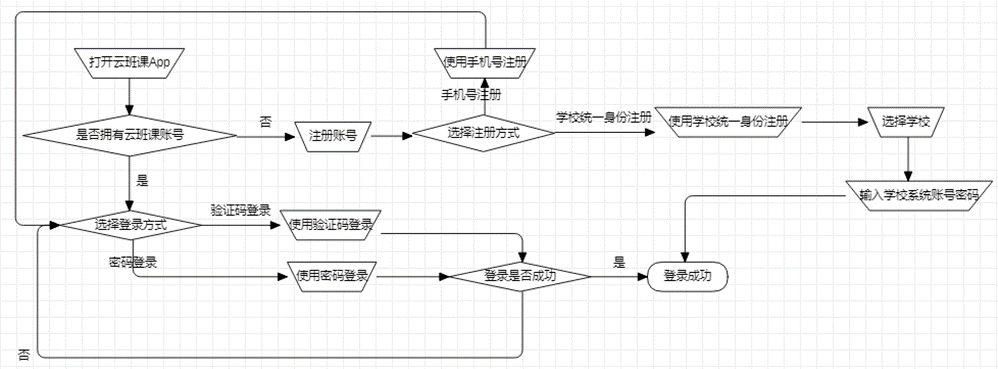 打开云班课App
使用手机号注册
手机号注册
是否拥有云班课账号
否
注册账号
选择注册方式
学校统一身份注册
使用学校统一身份注册
选择学校
是
输入学校系统账号密码
选择登录方式
验证码登录
使用验证码登录
密码登录
使用密码登录
登录是否成功
是
登录成功
否